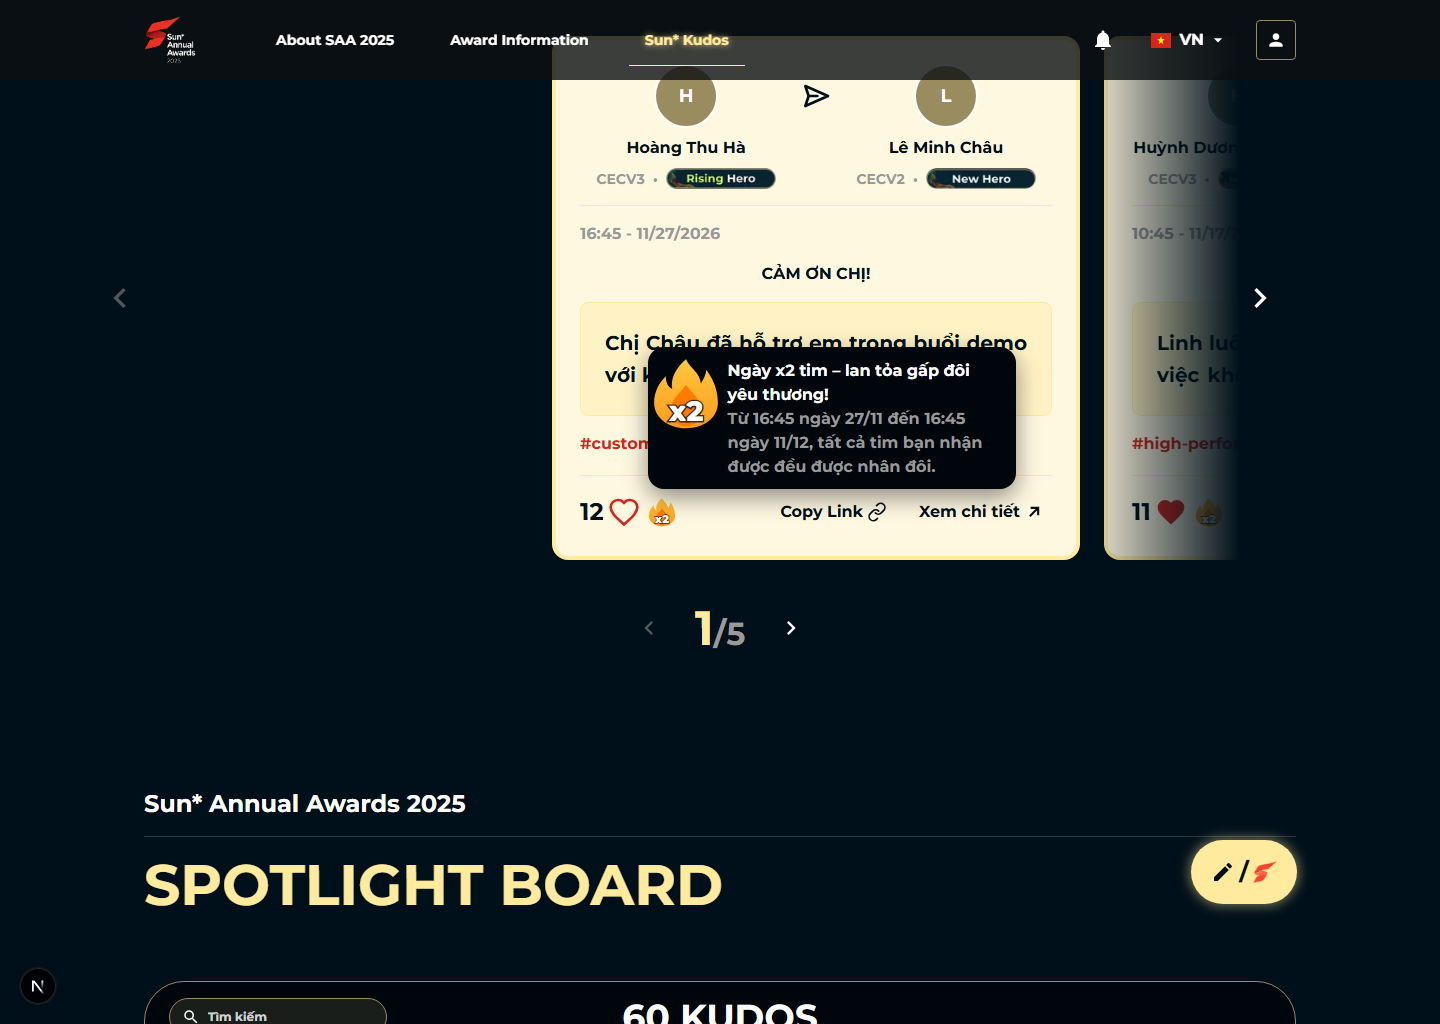 Sun*
Annual
Awards
2025
About SAA 2025
Award Information
Sun* Kudos
VN
H
L
Hoàng Thu Hà
Lê Minh Châu
CECV3 • Rising Hero
CECV2 • New Hero
16:45 - 11/27/2026
CẢM ƠN CHỊ!
Chị Châu đã hỗ trợ em trong buổi demo
với
Ngày x2 tim – lan tỏa gấp đôi
yêu thương!
Từ 16:45 ngày 27/11 đến 16:45
ngày 11/12, tất cả tim bạn nhận
được đều được nhân đôi.
x2
#custom
12
x2
Copy Link
Xem chi tiết
Huỳnh
CECV3 •
10:45 - 11/17/
Linh
việc
#high-perfo
11
x2
1/5
Sun* Annual Awards 2025
SPOTLIGHT BOARD
/
N
Tìm kiếm
60 KUDOS